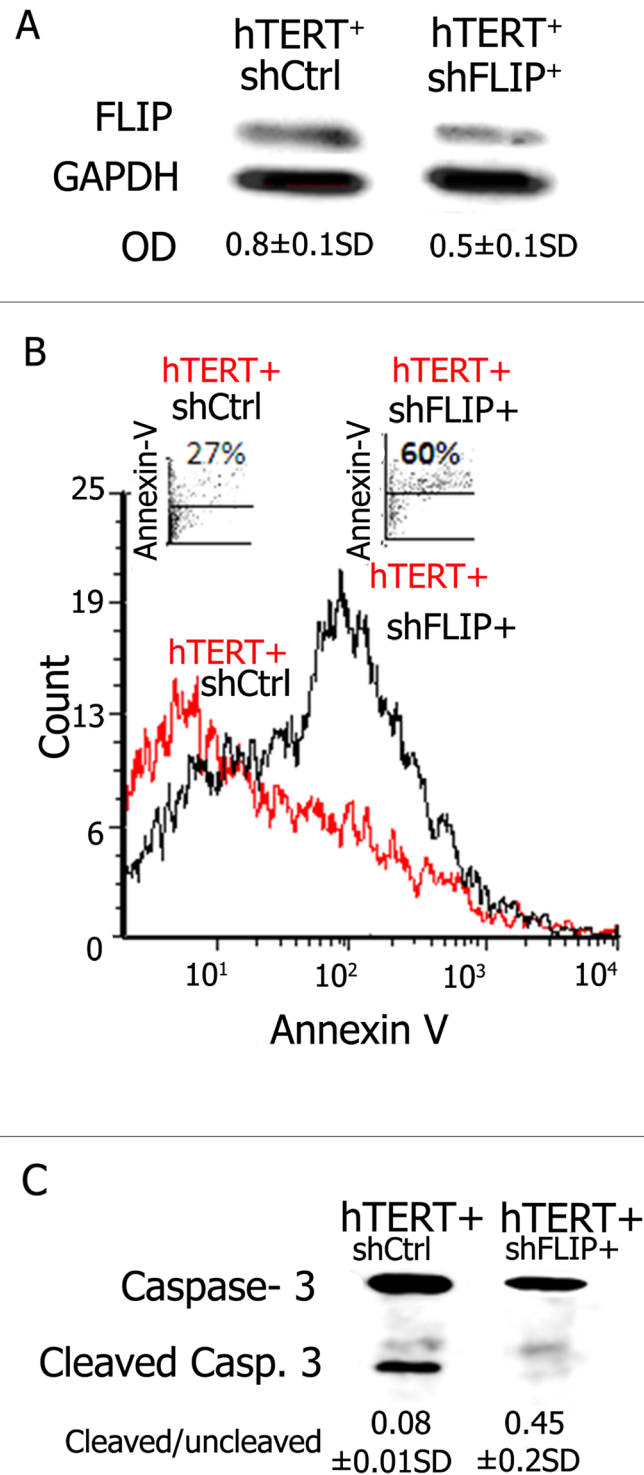 A
hTERT+ hTERT+
shCtrl shFLIP+
FLIP
GAPDH
OD 0.8±0.1SD 0.5±0.1SD
B
hTERT+ hTERT+
shCtrl shFLIP+
Annexin-V 27% Annexin-V 60%
25
hTERT+
19
shFLIP+
hTERT+
shCtrl
Count
13
6
0
10¹ 10² 10³ 10⁴
Annexin V
C
hTERT+ hTERT+
shCtrl shFLIP+
Caspase- 3
Cleaved Casp. 3
0.08 0.45
Cleaved/uncleaved
±0.01SD ±0.2SD